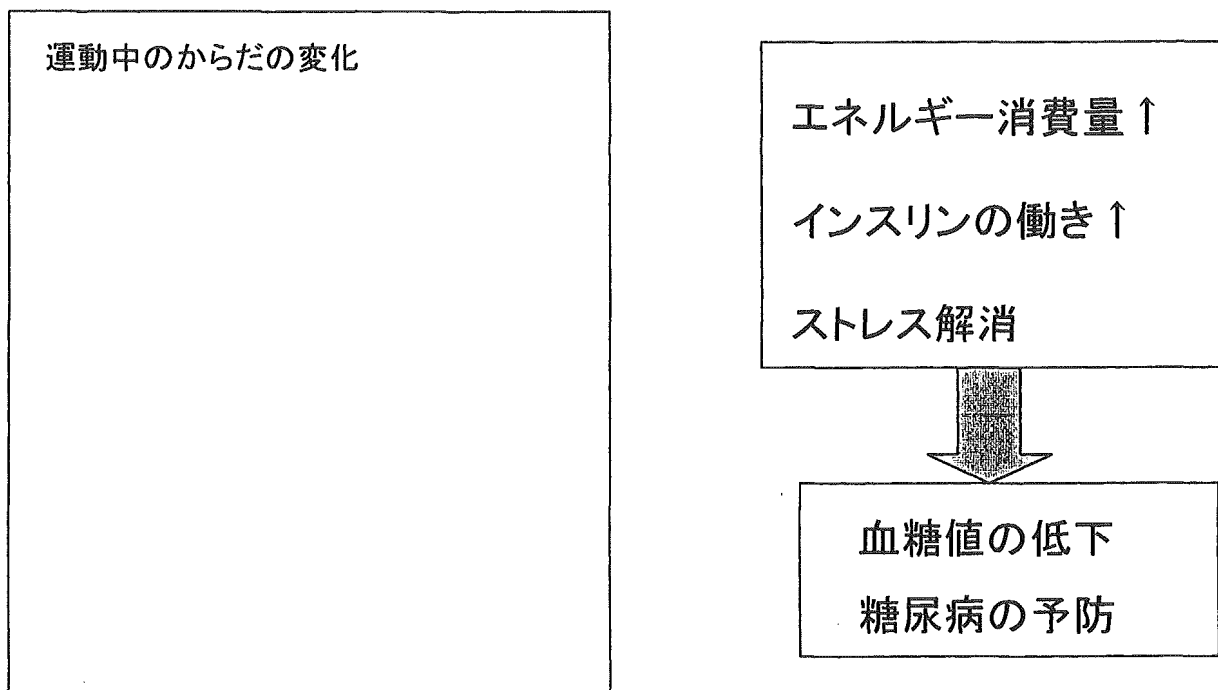 運動中のからだの変化
エネルギー消費量↑
インスリンの働き↑
ストレス解消
血糖値の低下
糖尿病の予防